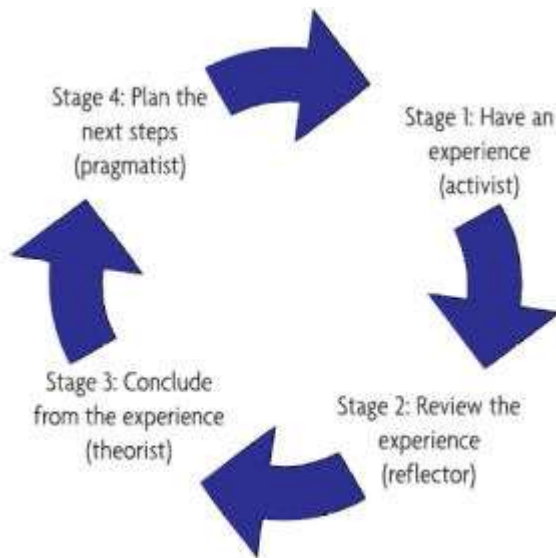 Stage 4: Plan the
next steps
(pragmatist)
Stage 1: Have an
experience
(activist)
Stage 3: Conclude
from the experience
(theorist)
Stage 2: Review the
experience
(reflector)